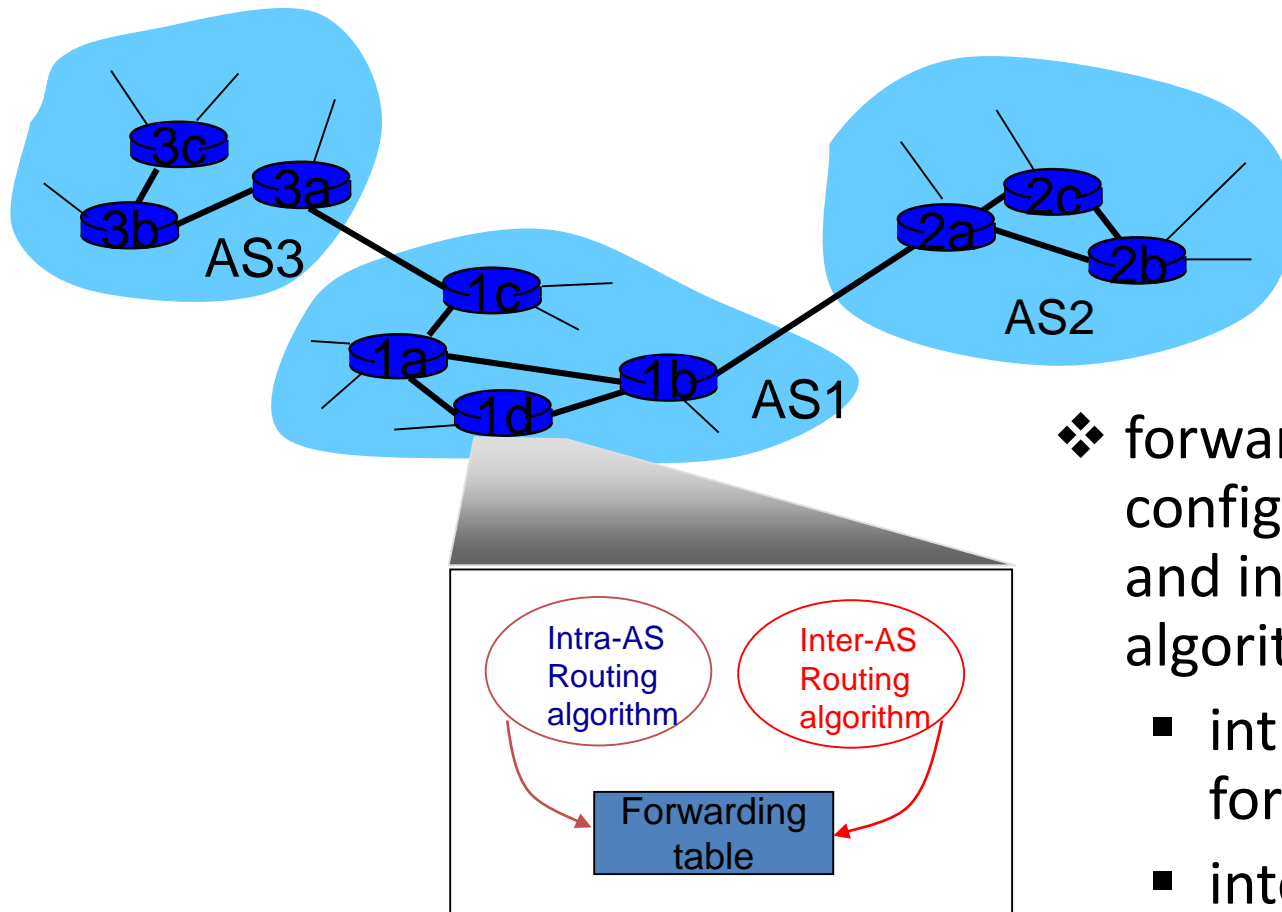 3c
3a
3b
AS3
2c
2a
2b
AS2
1c
1a
1b
1d
AS1
❖ forwar
config
and in
algorit
▪ int
for
▪ int
Intra-AS
Routing
algorithm
Inter-AS
Routing
algorithm
Forwarding
table